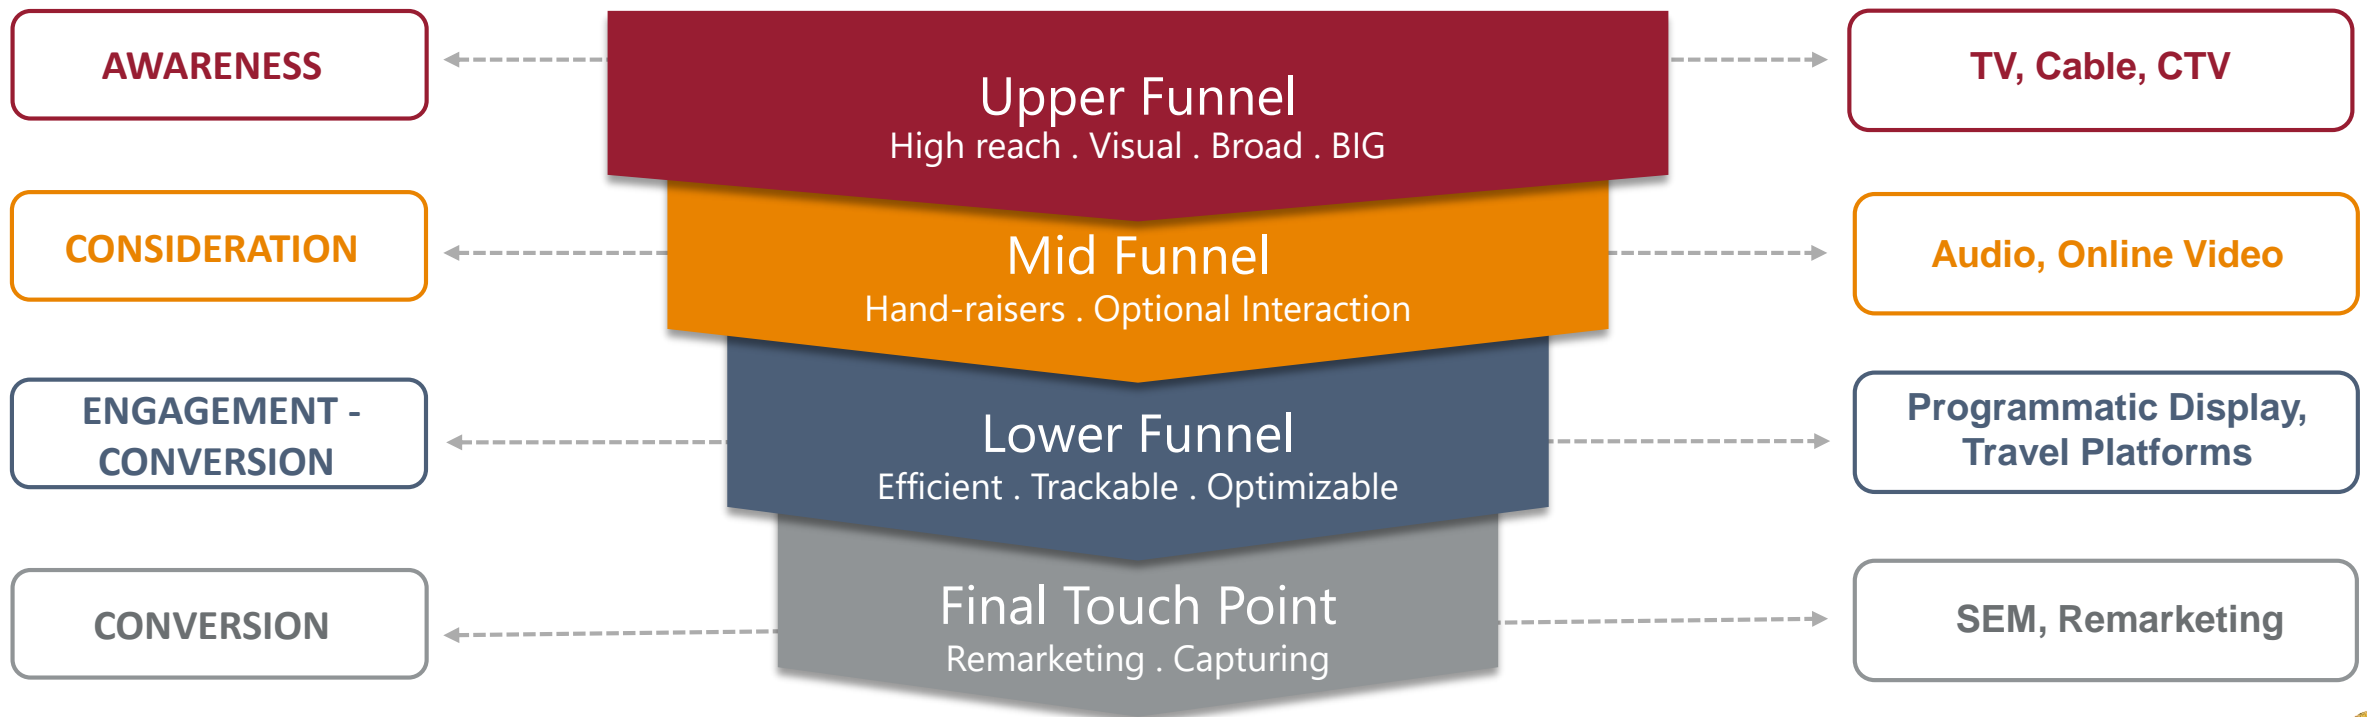 AWARENESS
Upper Funnel
High reach . Visual . Broad . BIG
TV, Cable, CTV
CONSIDERATION
Mid Funnel
Hand-raisers . Optional Interaction
Audio, Online Video
ENGAGEMENT -
CONVERSION
Lower Funnel
Efficient . Trackable . Optimizable
Programmatic Display,
Travel Platforms
CONVERSION
Final Touch Point
Remarketing . Capturing
SEM, Remarketing